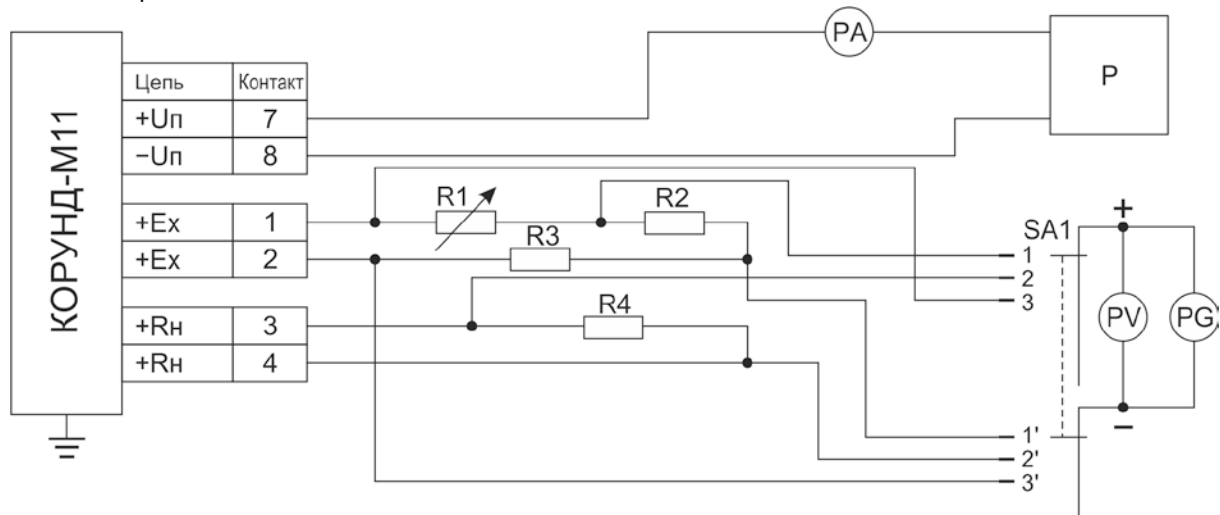 КОРУНД-М11
Цепь Контакт
+Uп 7
−Uп 8
+Ex 1
+Ex 2
+Rн 3
+Rн 4
PA
P
R1
R2
R3
R4
SA1
1
2
3
1'
2'
3'
+
PV
PG
−